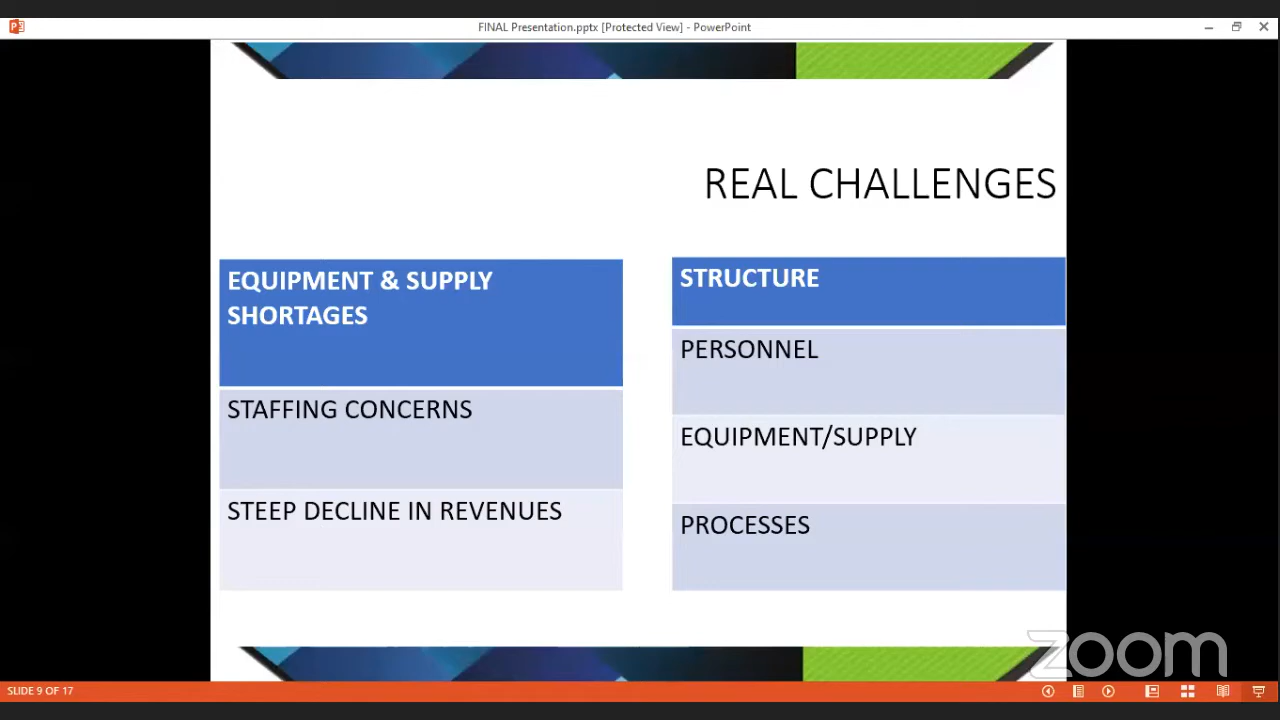 FINAL Presentation.pptx [Protected View] - PowerPoint
REAL CHALLENGES
EQUIPMENT & SUPPLY
SHORTAGES
STAFFING CONCERNS
STEEP DECLINE IN REVENUES
STRUCTURE
PERSONNEL
EQUIPMENT/SUPPLY
PROCESSES
zoom
SLIDE 9 OF 17